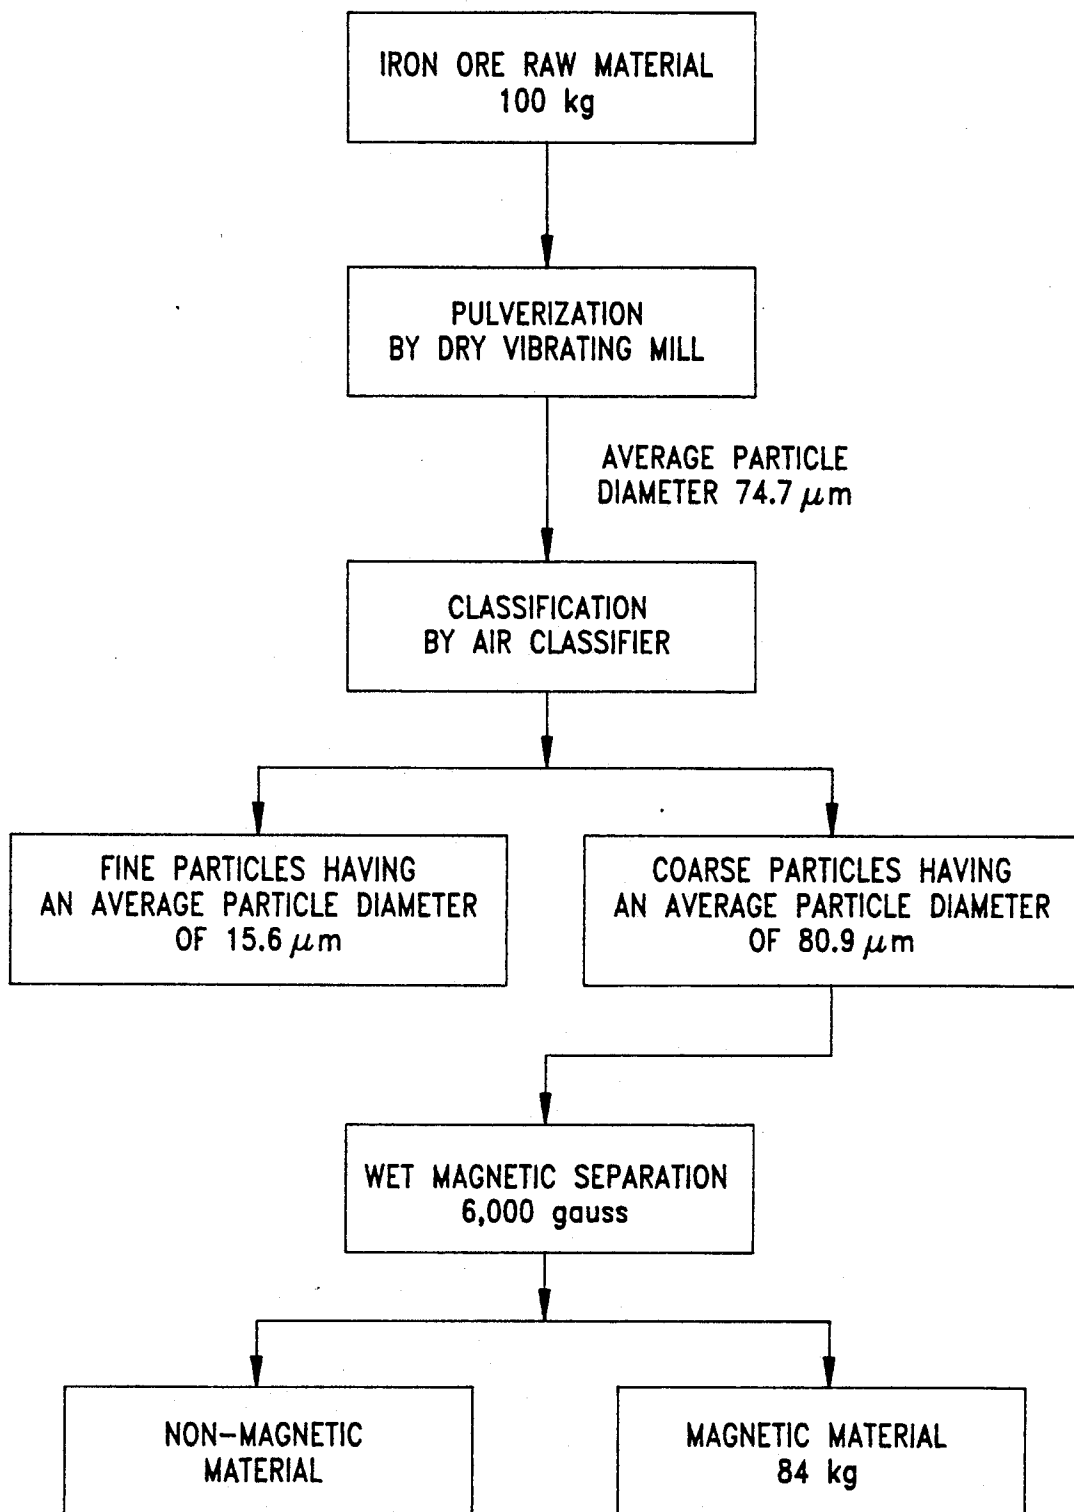 IRON ORE RAW MATERIAL
100 kg
PULVERIZATION
BY DRY VIBRATING MILL
AVERAGE PARTICLE
DIAMETER 74.7 μm
CLASSIFICATION
BY AIR CLASSIFIER
FINE PARTICLES HAVING
AN AVERAGE PARTICLE DIAMETER
OF 15.6 μm
COARSE PARTICLES HAVING
AN AVERAGE PARTICLE DIAMETER
OF 80.9 μm
WET MAGNETIC SEPARATION
6,000 gauss
NON-MAGNETIC
MATERIAL
MAGNETIC MATERIAL
84 kg